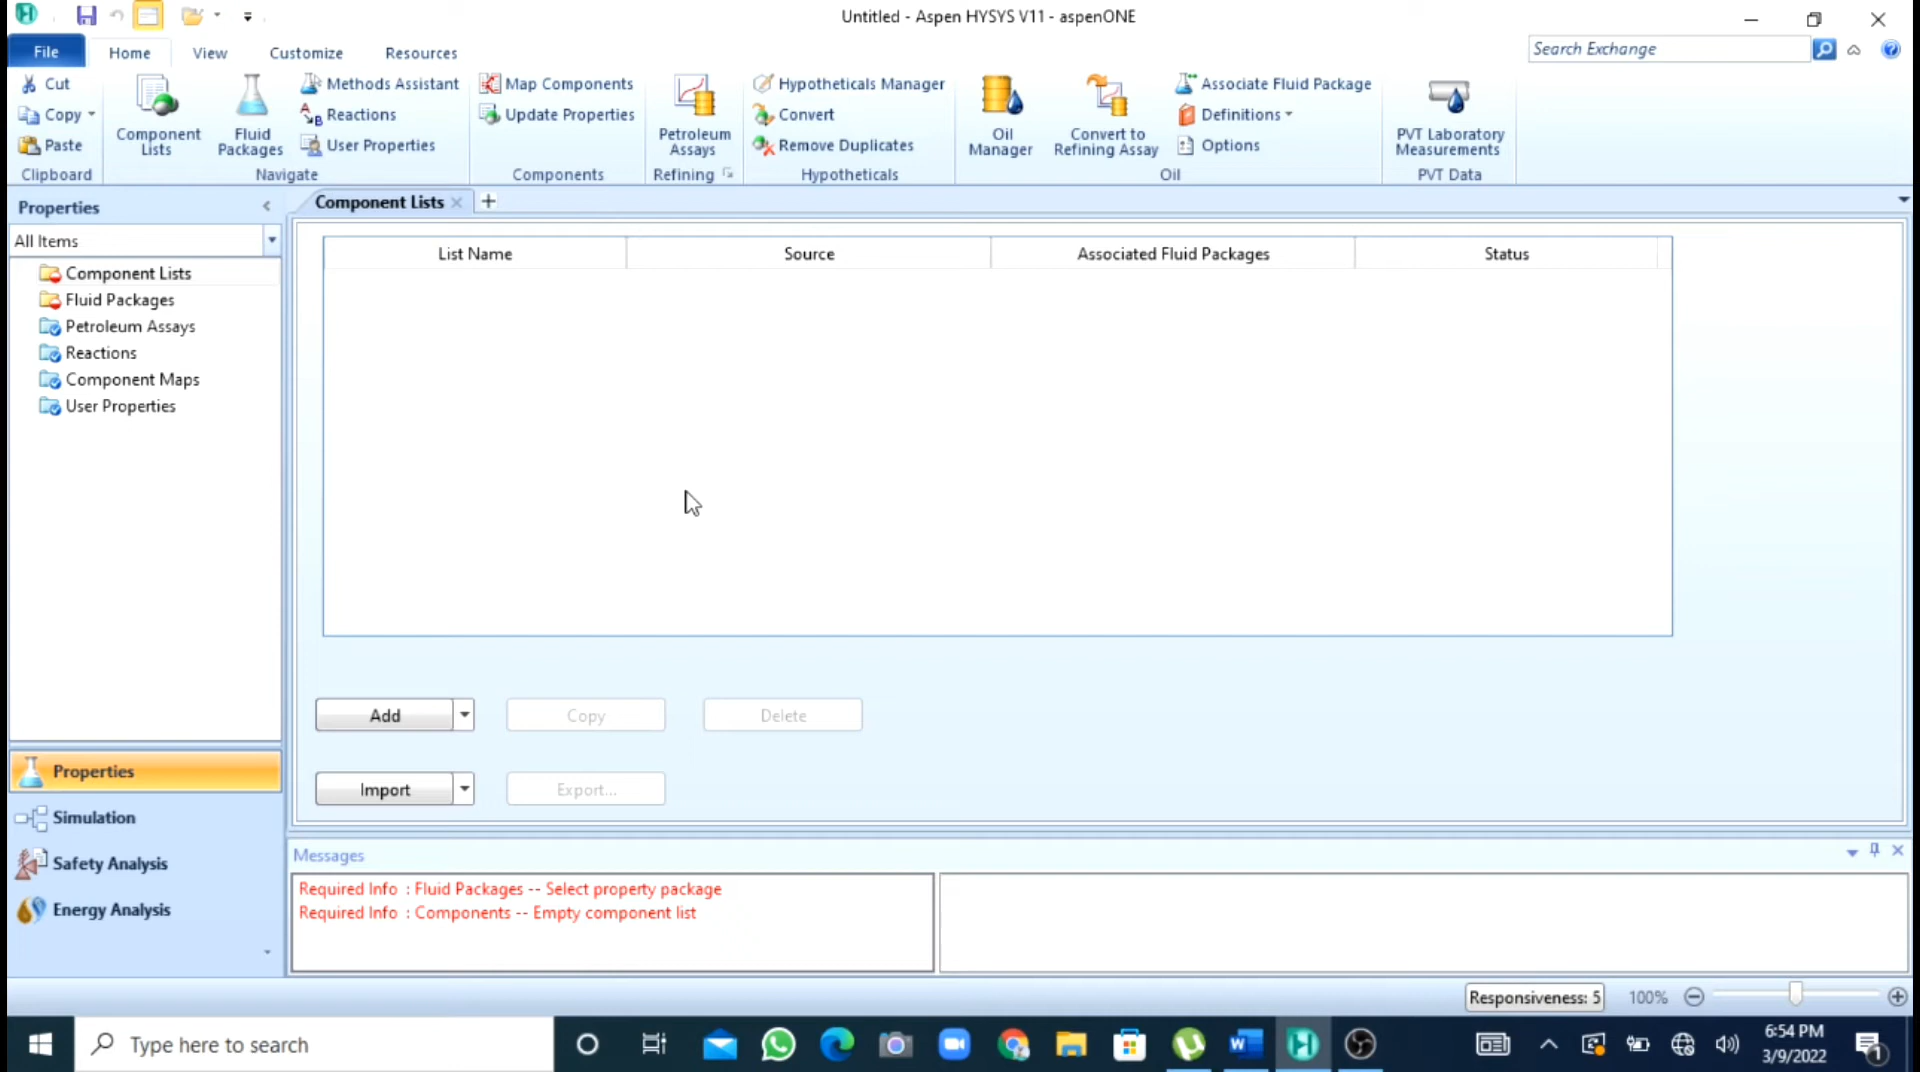 Untitled - Aspen HYSYS V11 - aspenONE
File Home View Customize Resources
Search Exchange
Cut
Copy
Paste
Clipboard
Component Lists
Fluid Packages
Methods Assistant
Reactions
User Properties
Navigate
Map Components
Update Properties
Components
Petroleum Assays
Refining
Hypotheticals Manager
Convert
Remove Duplicates
Hypotheticals
Oil Manager
Convert to Refining Assay
Associate Fluid Package
Definitions
Options
Oil
PVT Laboratory Measurements
PVT Data
Properties
All Items
Component Lists
Fluid Packages
Petroleum Assays
Reactions
Component Maps
User Properties
Properties
Simulation
Safety Analysis
Energy Analysis
Component Lists
List Name Source Associated Fluid Packages Status
Add Copy Delete
Import Export...
Messages
Required Info : Fluid Packages -- Select property package
Required Info : Components -- Empty component list
Responsiveness: 5 100%
Type here to search
6:54 PM
3/9/2022
1